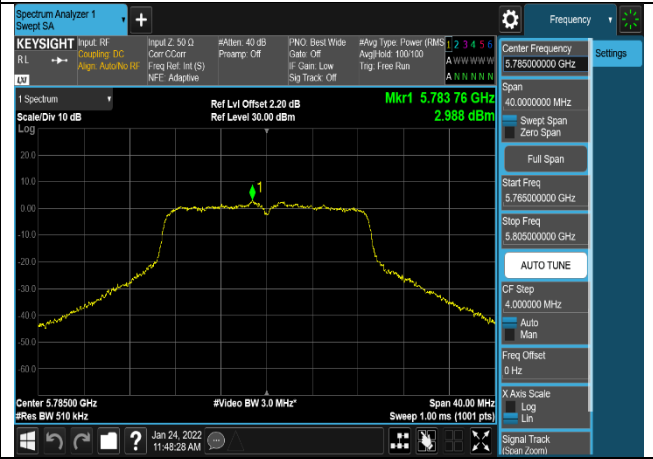 Spectrum Analyzer 1
Swept SA
+
Frequency
KEYSIGHT
RL
LXI
Input: RF
Coupling: DC
Align: Auto/No RF
Input Z: 50 Ω
Corr CCorr
Freq Ref: Int (S)
NFE: Adaptive
#Atten: 40 dB
Preamp: Off
PNO: Best Wide
Gate: Off
IF Gain: Low
Sig Track: Off
#Avg Type: Power (RMS
Avg|Hold: 100/100
Trig: Free Run
1 2 3 4 5 6
A W W W W W
A N N N N N
1 Spectrum
Scale/Div 10 dB
Ref Lvl Offset 2.20 dB
Ref Level 30.00 dBm
Mkr1 5.783 76 GHz
2.988 dBm
Log
20.0
10.0
0.00
-10.0
-20.0
-30.0
-40.0
-50.0
-60.0
1
Center 5.78500 GHz
#Res BW 510 kHz
#Video BW 3.0 MHz*
Span 40.00 MHz
Sweep 1.00 ms (1001 pts)
Jan 24, 2022
11:48:28 AM
Center Frequency
5.785000000 GHz
Span
40.0000000 MHz
Swept Span
Zero Span
Full Span
Start Freq
5.765000000 GHz
Stop Freq
5.805000000 GHz
AUTO TUNE
CF Step
4.000000 MHz
Auto
Man
Freq Offset
0 Hz
X Axis Scale
Log
Lin
Signal Track
(Span Zoom)
Settings